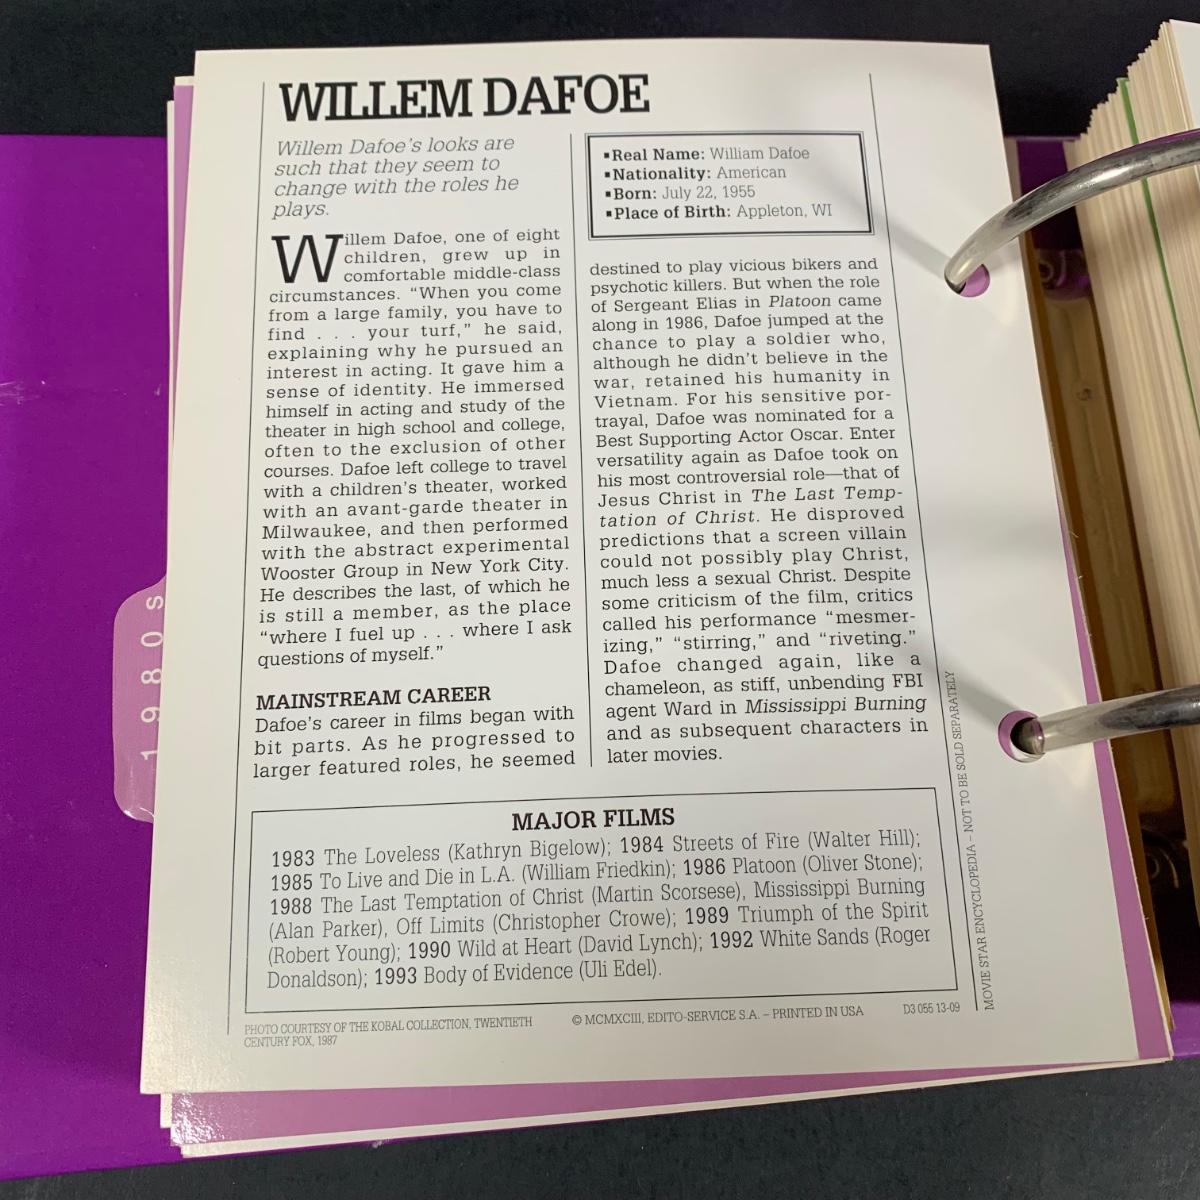 WILLEM DAFOE
Willem Dafoe's looks are
such that they seem to
change with the roles he
plays.
Willem Dafoe, one of eight
children, grew up in
comfortable middle-class
circumstances. “When you come
from a large family, you have to
find . . . your turf,” he said,
explaining why he pursued an
interest in acting. It gave him a
sense of identity. He immersed
himself in acting and study of the
theater in high school and college,
often to the exclusion of other
courses. Dafoe left college to travel
with a children's theater, worked
with an avant-garde theater in
Milwaukee, and then performed
with the abstract experimental
Wooster Group in New York City.
He describes the last, of which he
is still a member, as the place
“where I fuel up . . . where I ask
questions of myself.”
MAINSTREAM CAREER
Dafoe's career in films began with
bit parts. As he progressed to
larger featured roles, he seemed
▪Real Name: William Dafoe
▪Nationality: American
▪Born: July 22, 1955
▪Place of Birth: Appleton, WI
destined to play vicious bikers and
psychotic killers. But when the role
of Sergeant Elias in Platoon came
along in 1986, Dafoe jumped at the
chance to play a soldier who,
although he didn't believe in the
war, retained his humanity in
Vietnam. For his sensitive por-
trayal, Dafoe was nominated for a
Best Supporting Actor Oscar. Enter
versatility again as Dafoe took on
his most controversial role—that of
Jesus Christ in The Last Temp-
tation of Christ. He disproved
predictions that a screen villain
could not possibly play Christ,
much less a sexual Christ. Despite
some criticism of the film, critics
called his performance “mesmer-
izing,” “stirring,” and “riveting.”
Dafoe changed again, like a
chameleon, as stiff, unbending FBI
agent Ward in Mississippi Burning
and as subsequent characters in
later movies.
MAJOR FILMS
1983 The Loveless (Kathryn Bigelow); 1984 Streets of Fire (Walter Hill);
1985 To Live and Die in L.A. (William Friedkin); 1986 Platoon (Oliver Stone);
1988 The Last Temptation of Christ (Martin Scorsese), Mississippi Burning
(Alan Parker), Off Limits (Christopher Crowe); 1989 Triumph of the Spirit
(Robert Young); 1990 Wild at Heart (David Lynch); 1992 White Sands (Roger
Donaldson); 1993 Body of Evidence (Uli Edel).
PHOTO COURTESY OF THE KOBAL COLLECTION, TWENTIETH
CENTURY FOX, 1987
© MCMXCIII, EDITO-SERVICE S.A. – PRINTED IN USA
D3 055 13-09
MOVIE STAR ENCYCLOPEDIA – NOT TO BE SOLD SEPARATELY
1980s